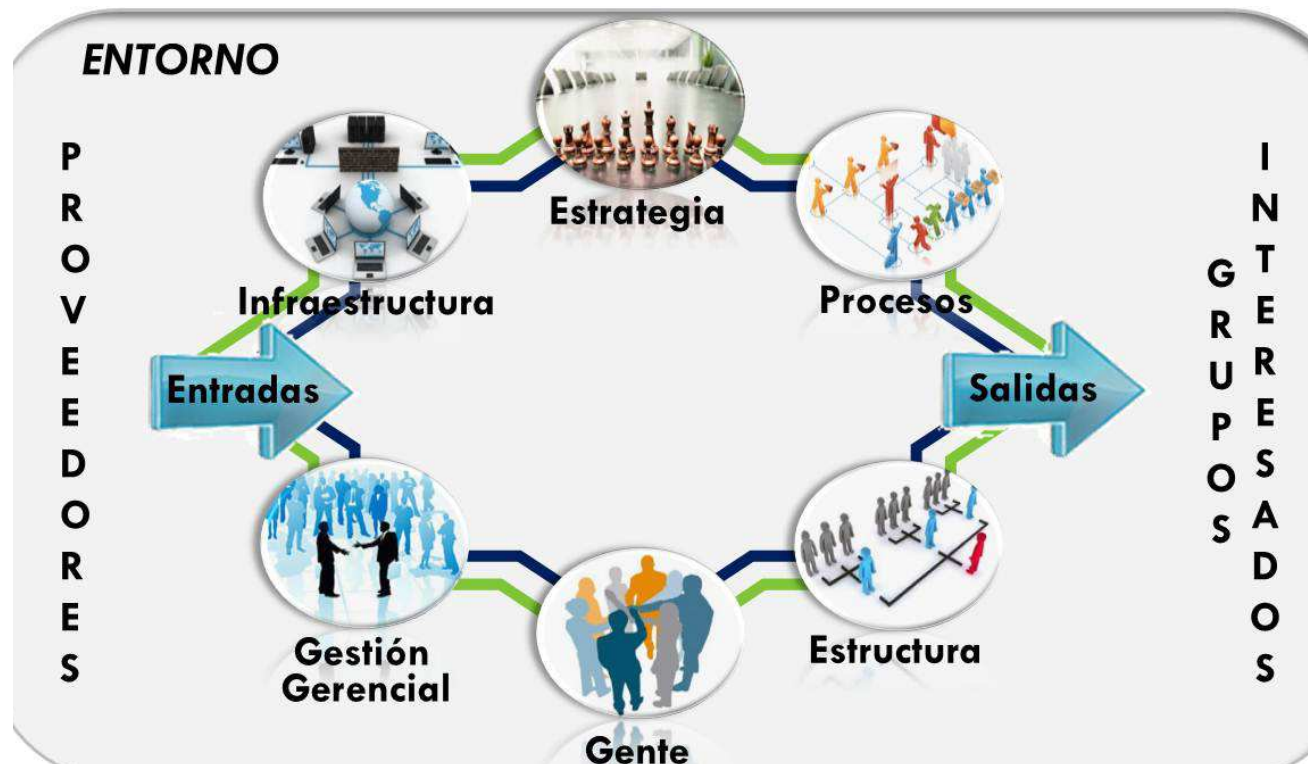 ENTORNO
PROVEEDORES
Estrategia
Infraestructura
Procesos
Entradas
Salidas
GRUPOS
INTERESADOS
Gestión
Gerencial
Gente
Estructura